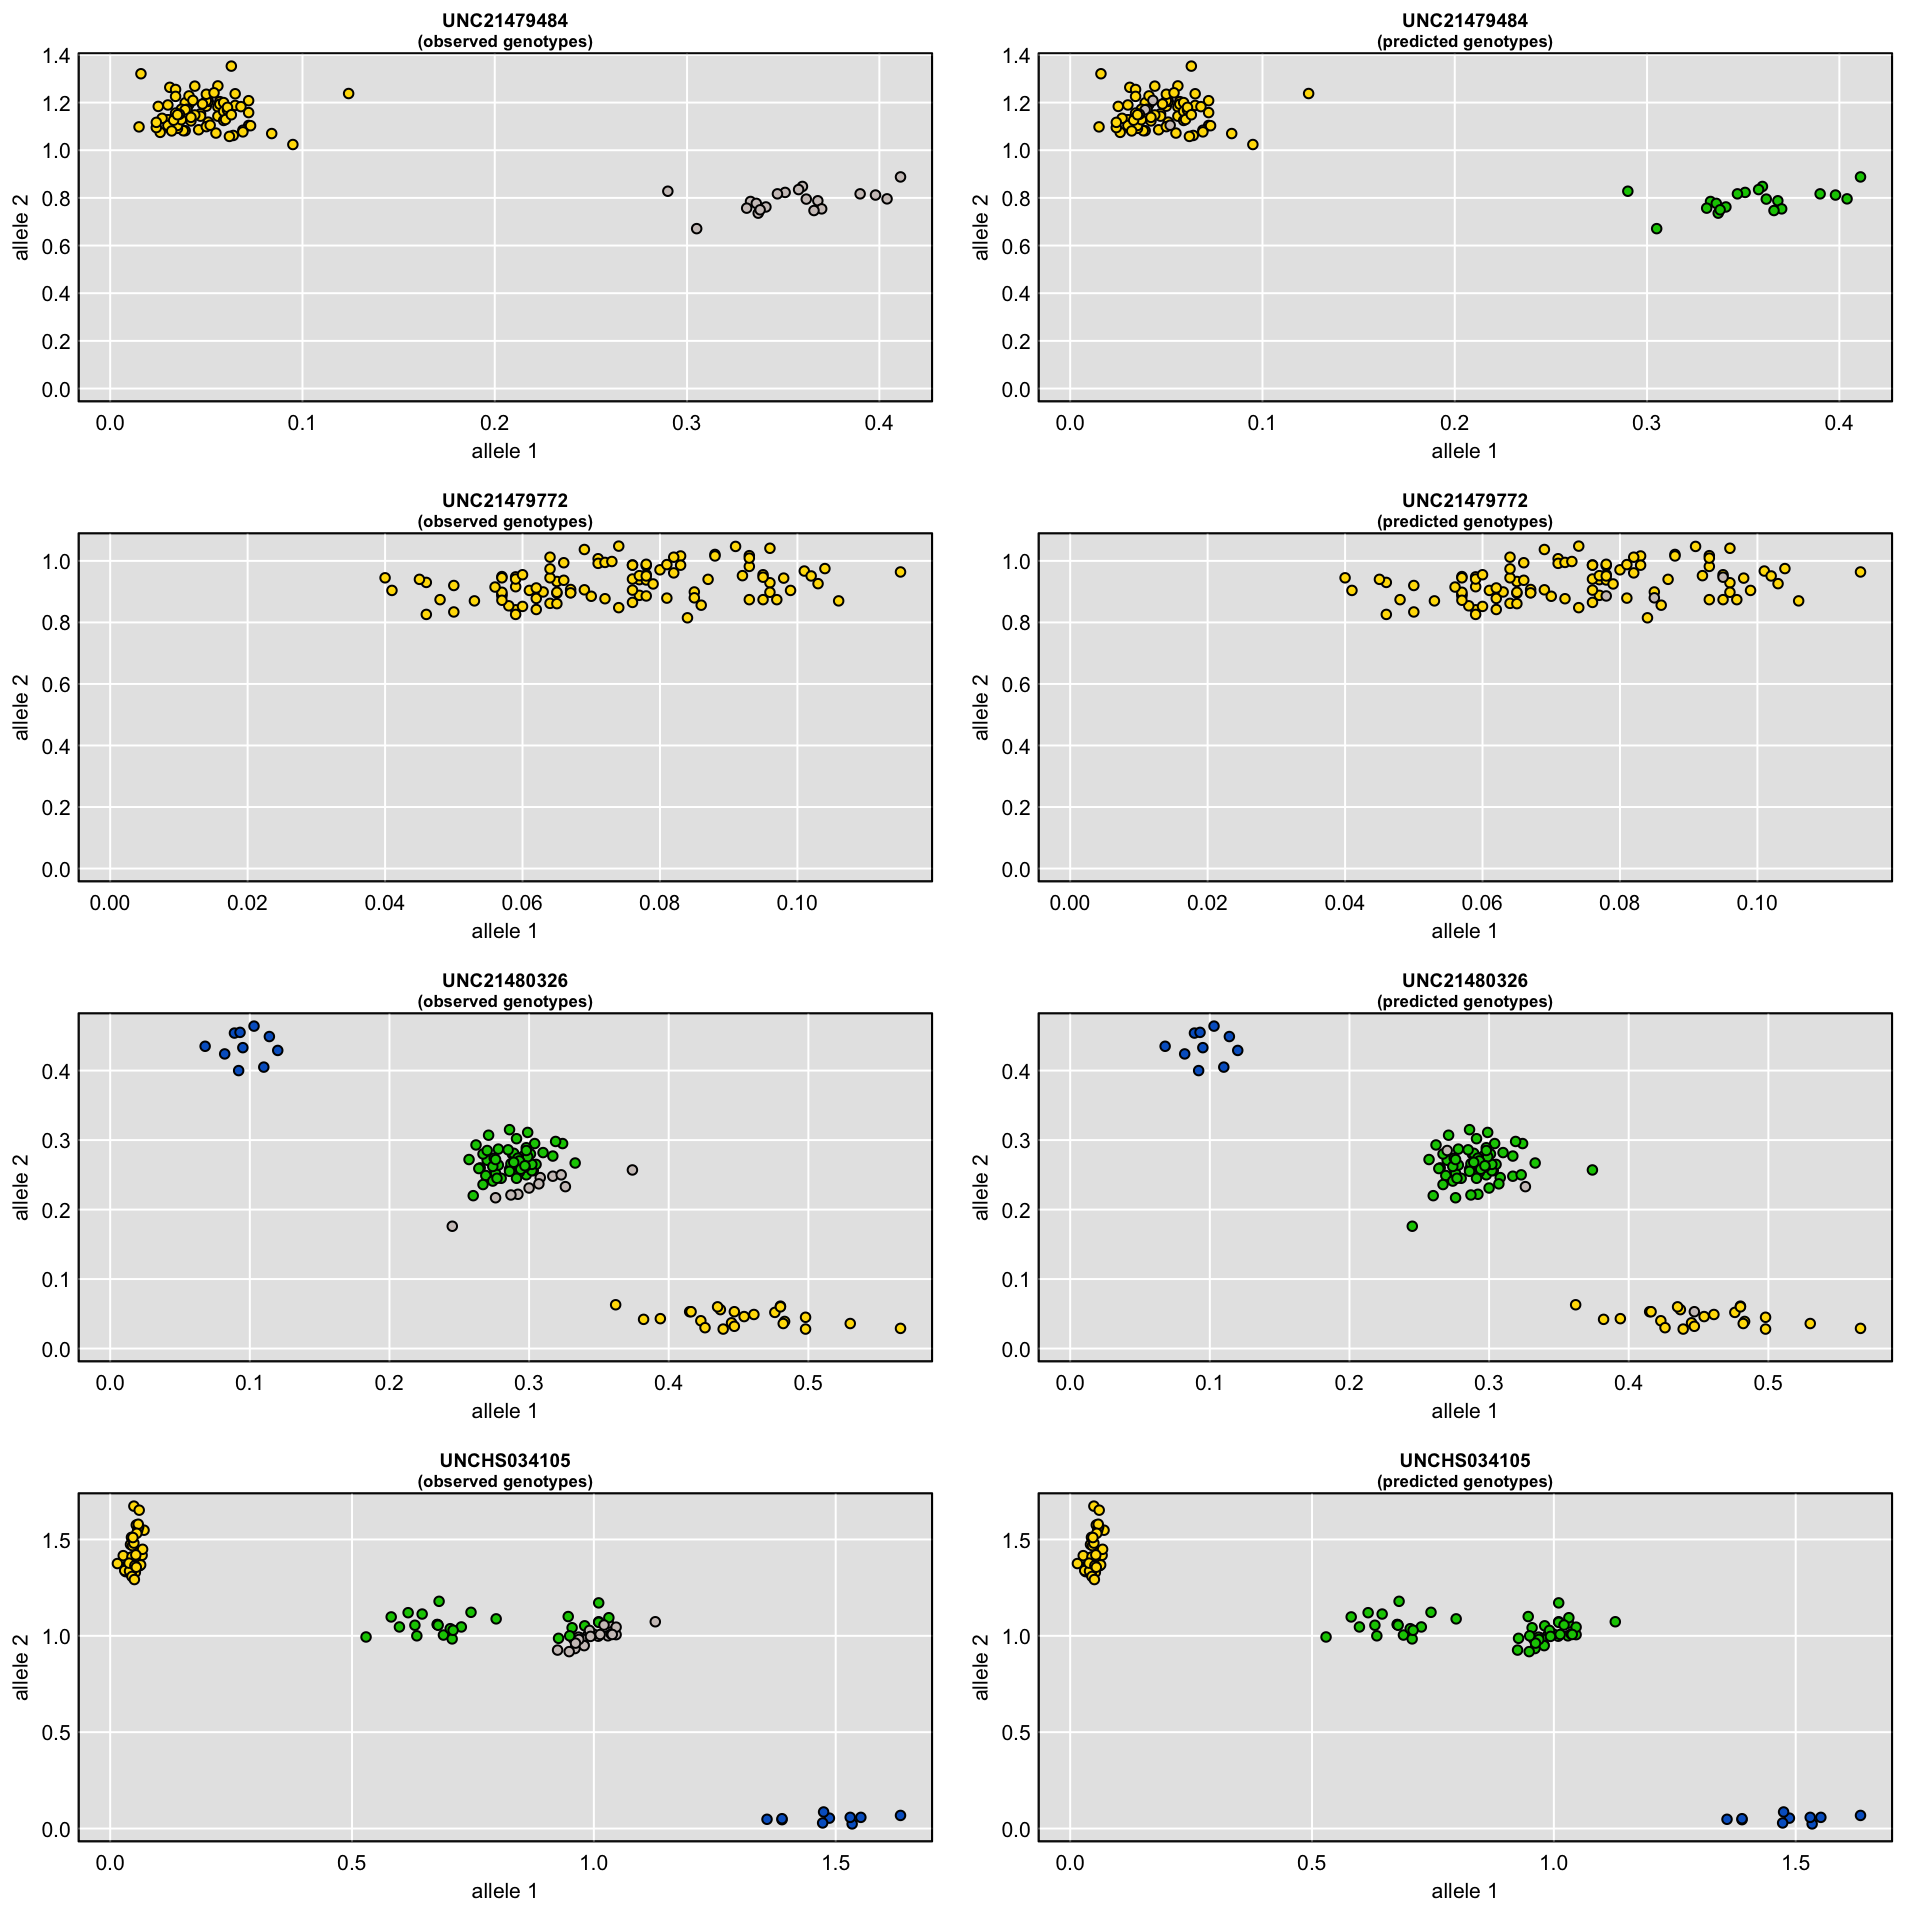 UNC21479484
(observed genotypes)
1.4
1.2
1.0
0.8
0.6
0.4
0.2
0.0
allele 2
0.0 0.1 0.2 0.3 0.4
allele 1
UNC21479484
(predicted genotypes)
1.4
1.2
1.0
0.8
0.6
0.4
0.2
0.0
allele 2
0.0 0.1 0.2 0.3 0.4
allele 1
UNC21479772
(observed genotypes)
1.0
0.8
0.6
0.4
0.2
0.0
allele 2
0.00 0.02 0.04 0.06 0.08 0.10
allele 1
UNC21479772
(predicted genotypes)
1.0
0.8
0.6
0.4
0.2
0.0
allele 2
0.00 0.02 0.04 0.06 0.08 0.10
allele 1
UNC21480326
(observed genotypes)
0.4
0.3
0.2
0.1
0.0
allele 2
0.0 0.1 0.2 0.3 0.4 0.5
allele 1
UNC21480326
(predicted genotypes)
0.4
0.3
0.2
0.1
0.0
allele 2
0.0 0.1 0.2 0.3 0.4 0.5
allele 1
UNCHS034105
(observed genotypes)
1.5
1.0
0.5
0.0
allele 2
0.0 0.5 1.0 1.5
allele 1
UNCHS034105
(predicted genotypes)
1.5
1.0
0.5
0.0
allele 2
0.0 0.5 1.0 1.5
allele 1